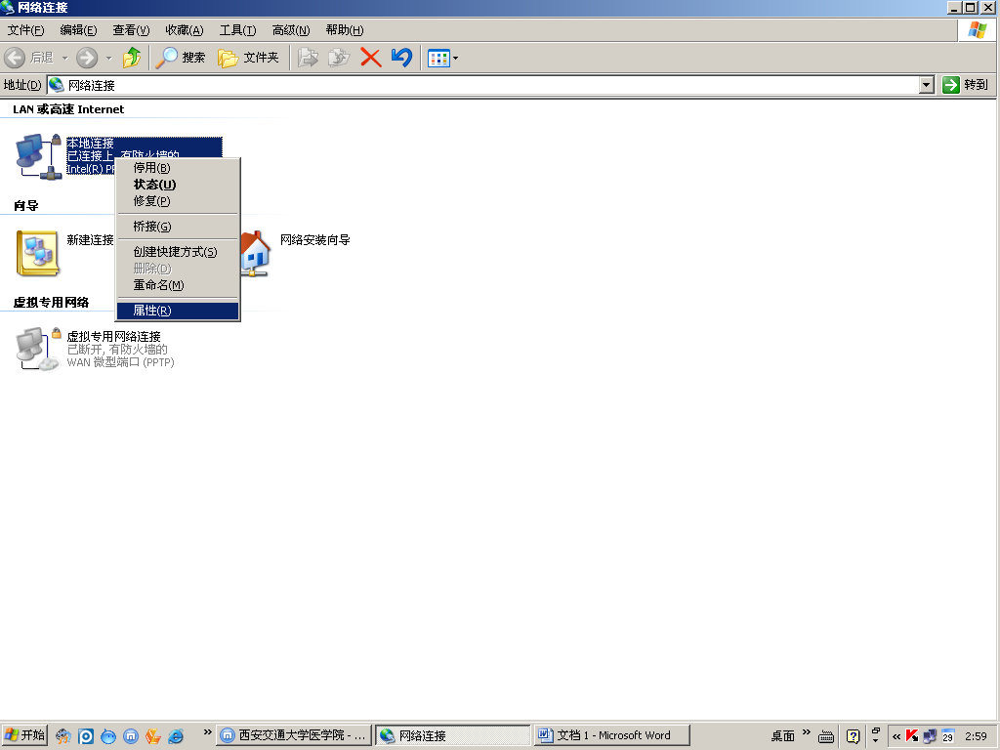 网络连接
文件(F) 编辑(E) 查看(V) 收藏(A) 工具(T) 高级(N) 帮助(H)
后退 搜索 文件夹
地址(D) 网络连接 转到
LAN 或高速 Internet
本地连接
已连接上, 有防火墙的
Intel(R)
停用(B)
状态(U)
修复(P)
桥接(G)
创建快捷方式(S)
删除(D)
重命名(M)
属性(R)
向导
新建连接
网络安装向导
虚拟专用网络
虚拟专用网络连接
已断开, 有防火墙的
WAN 微型端口 (PPTP)
开始 » 西安交通大学医学院 - ... 网络连接 文档 1 - Microsoft Word 桌面 » « 29 2:59